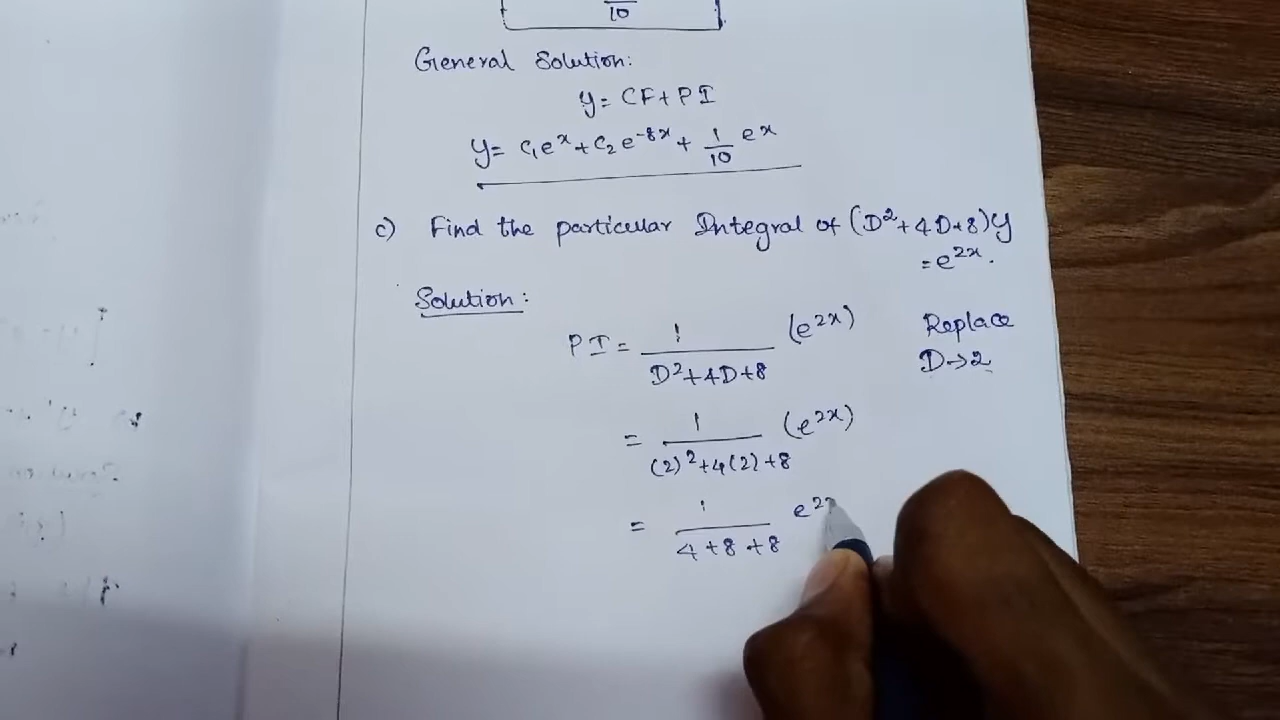 10
General Solution:
y= CF+PI
y= C₁eˣ+C₂e⁻⁸ˣ + 1/10 eˣ
c) Find the particular Integral of (D²+4D+8)y
=e²ˣ.
Solution:
PI = 1/(D²+4D+8) (e²ˣ) Replace
D→2
= 1/((2)²+4(2)+8) (e²ˣ)
= 1/(4+8+8) e²ˣ